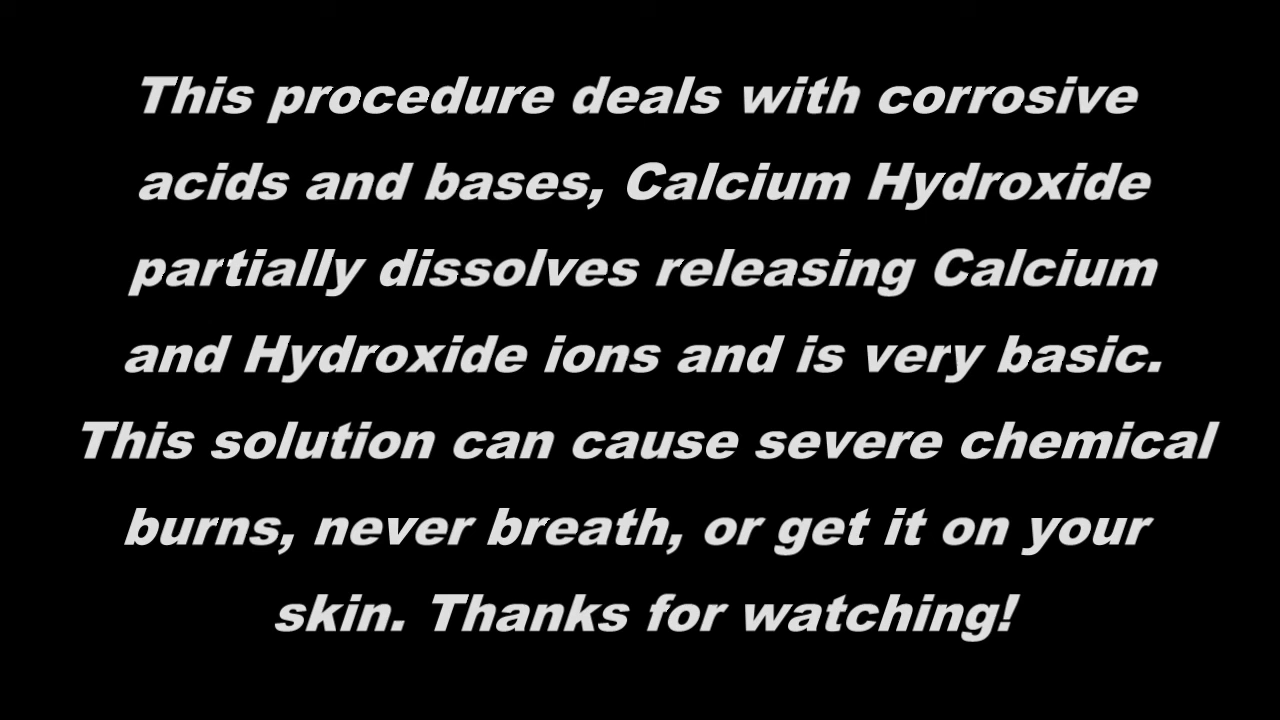 This procedure deals with corrosive
acids and bases, Calcium Hydroxide
partially dissolves releasing Calcium
and Hydroxide ions and is very basic.
This solution can cause severe chemical
burns, never breath, or get it on your
skin. Thanks for watching!